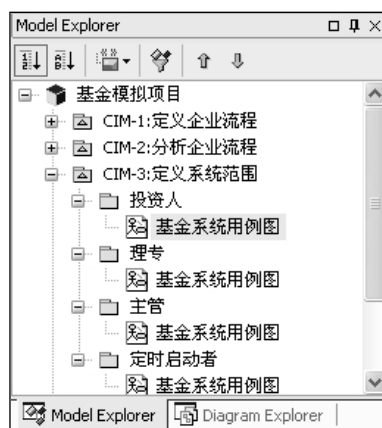 Model Explorer
基金模拟项目
CIM-1:定义企业流程
CIM-2:分析企业流程
CIM-3:定义系统范围
投资人
基金系统用例图
理专
基金系统用例图
主管
基金系统用例图
定时启动者
基金系统用例图
Model Explorer Diagram Explorer